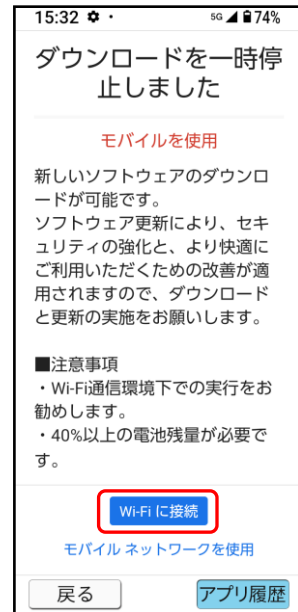 15:32 5G 74%
ダウンロードを一時停
止しました
モバイルを使用
新しいソフトウェアのダウンロ
ードが可能です。
ソフトウェア更新により、セキ
ュリティの強化と、より快適に
ご利用いただくための改善が適
用されますので、ダウンロード
と更新の実施をお願いします。
■注意事項
・Wi-Fi通信環境下での実行をお
勧めします。
・40%以上の電池残量が必要で
す。
Wi-Fi に接続
モバイル ネットワークを使用
戻る アプリ履歴